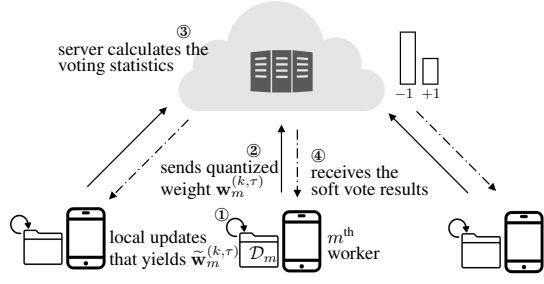 ③
server calculates the
voting statistics
−1 +1
②
sends quantized
weight w_m^{(k,τ)}
④
receives the
soft vote results
①
local updates
that yields w̃_m^{(k,τ)}
D_m
m^{th}
worker